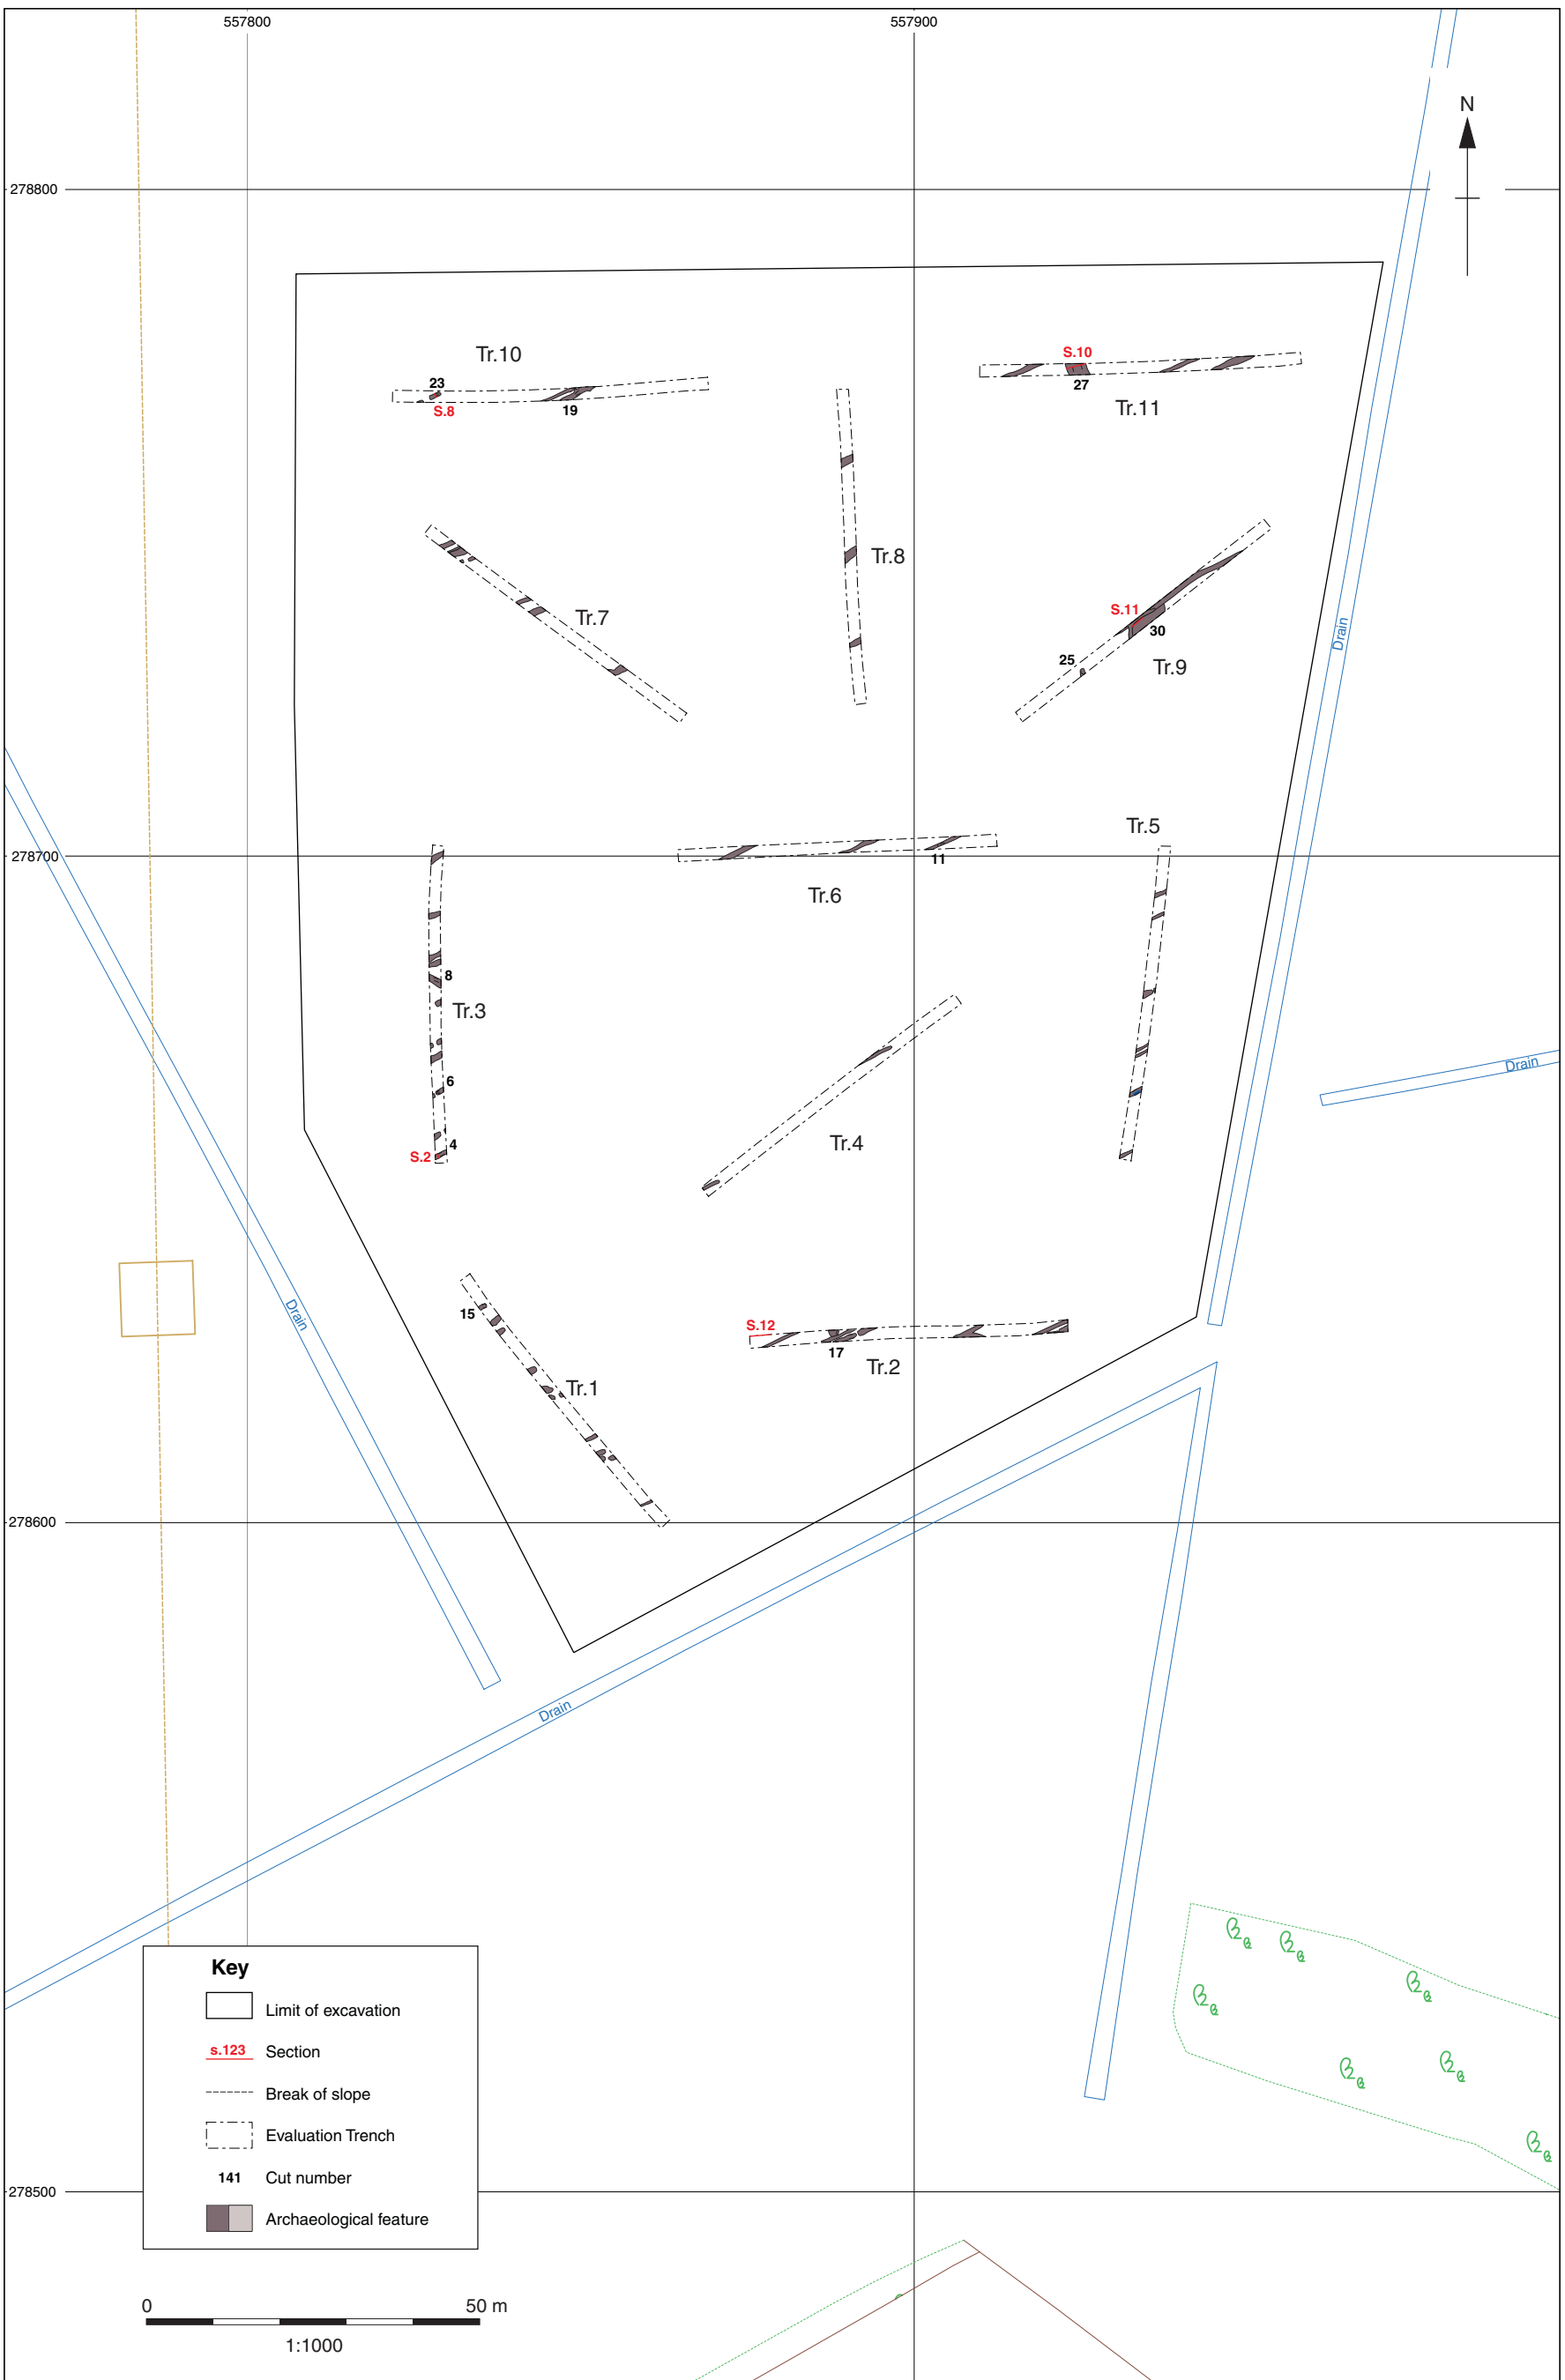 557800
557900
N
278800
Tr.10
S.10
23
27
S.8
19
Tr.11
Tr.8
S.11
Tr.7
30
Drain
25
Tr.9
Tr.5
278700
11
Tr.6
8
Tr.3
Drain
6
Tr.4
4
S.2
15
S.12
Drain
17
Tr.2
Tr.1
278600
Drain
Key
Limit of excavation
s.123 Section
Break of slope
Evaluation Trench
141 Cut number
278500
Archaeological feature
0 50 m
1:1000